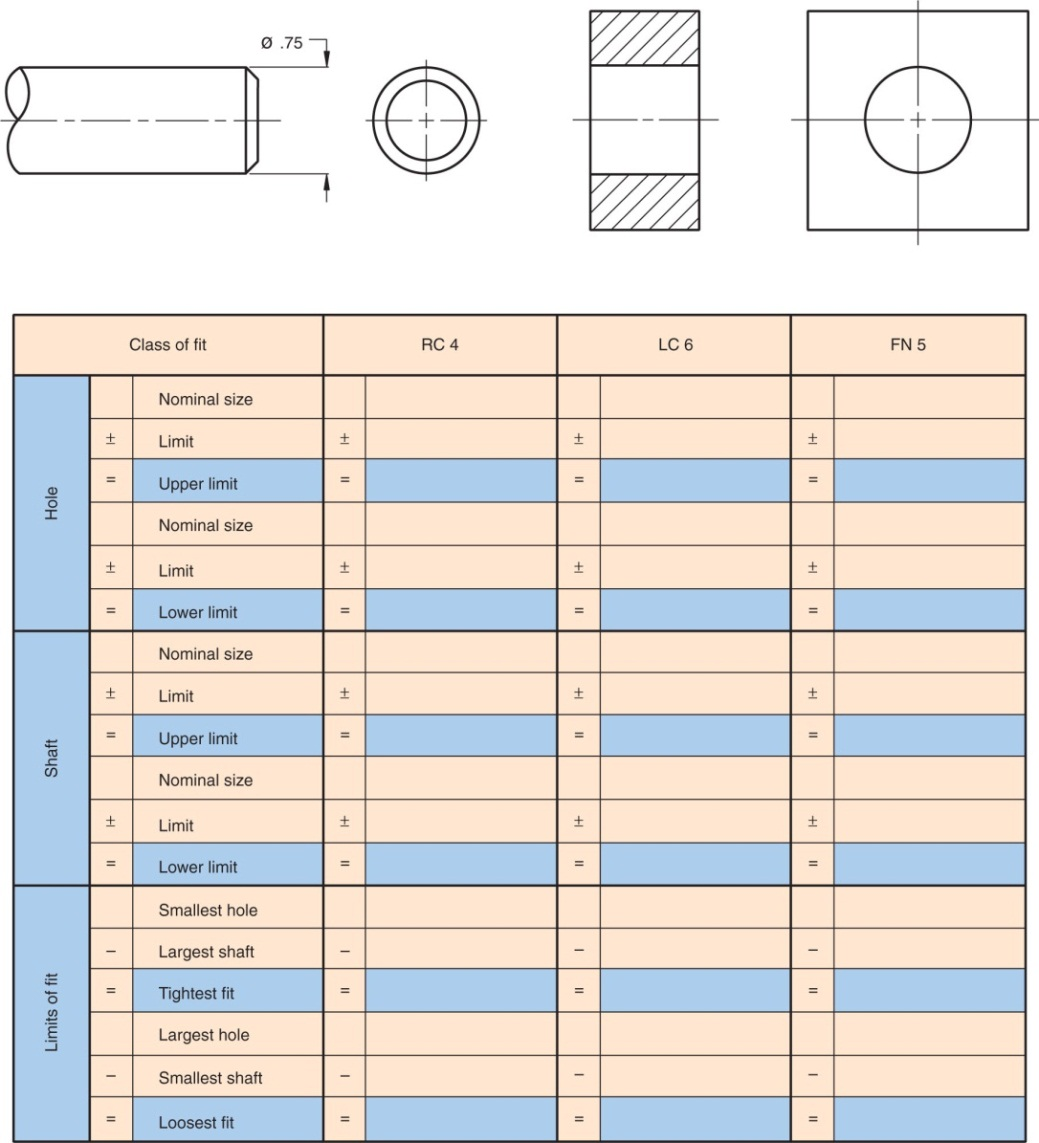 Ø .75
Class of fit RC 4 LC 6 FN 5
Hole
Nominal size
± Limit ± ± ±
= Upper limit = = =
Nominal size
± Limit ± ± ±
= Lower limit = = =
Shaft
Nominal size
± Limit ± ± ±
= Upper limit = = =
Nominal size
± Limit ± ± ±
= Lower limit = = =
Limits of fit
Smallest hole
– Largest shaft – – –
= Tightest fit = = =
Largest hole
– Smallest shaft – – –
= Loosest fit = = =